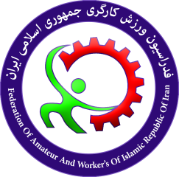 فدراسیون ورزش کارگری جمهوری اسلامی ایران
Federation Of Amateur And Worker's Of Islamic Republic Of Iran